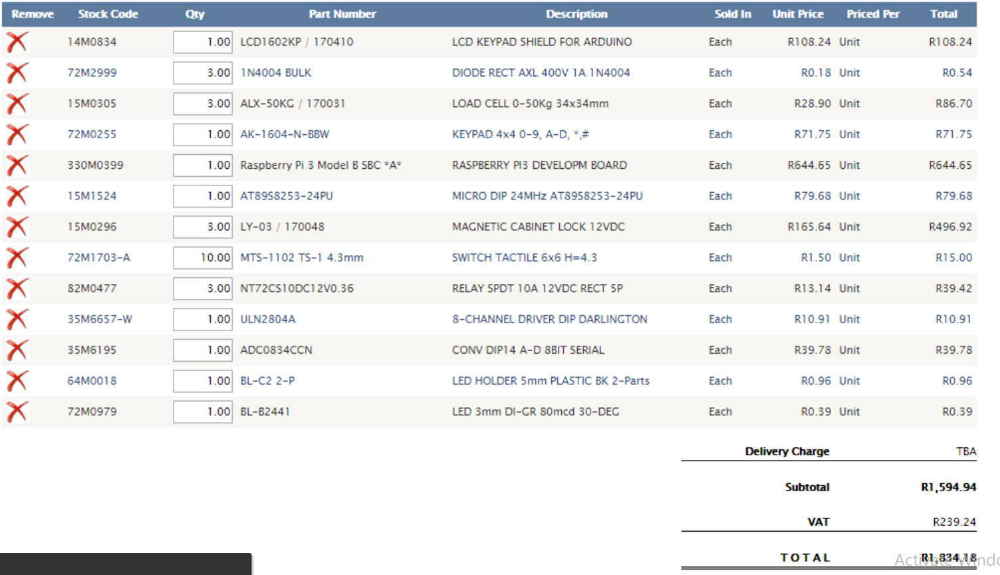 Remove Stock Code Qty Part Number Description Sold In Unit Price Priced Per Total
14M0834 1.00 LCD1602KP / 170410 LCD KEYPAD SHIELD FOR ARDUINO Each R108.24 Unit R108.24
72M2999 3.00 1N4004 BULK DIODE RECT AXL 400V 1A 1N4004 Each R0.18 Unit R0.54
15M0305 3.00 ALX-50KG / 170031 LOAD CELL 0-50Kg 34x34mm Each R28.90 Unit R86.70
72M0255 1.00 AK-1604-N-BBW KEYPAD 4x4 0-9, A-D, *,# Each R71.75 Unit R71.75
330M0399 1.00 Raspberry Pi 3 Model B SBC *A* RASPBERRY PI3 DEVELOPM BOARD Each R644.65 Unit R644.65
15M1524 1.00 AT89S8253-24PU MICRO DIP 24MHz AT89S8253-24PU Each R79.68 Unit R79.68
15M0296 3.00 LY-03 / 170048 MAGNETIC CABINET LOCK 12VDC Each R165.64 Unit R496.92
72M1703-A 10.00 MTS-1102 TS-1 4.3mm SWITCH TACTILE 6x6 H=4.3 Each R1.50 Unit R15.00
82M0477 3.00 NT72CS10DC12V0.36 RELAY SPDT 10A 12VDC RECT 5P Each R13.14 Unit R39.42
35M6657-W 1.00 ULN2804A 8-CHANNEL DRIVER DIP DARLINGTON Each R10.91 Unit R10.91
35M6195 1.00 ADC0834CCN CONV DIP14 A-D 8BIT SERIAL Each R39.78 Unit R39.78
64M0018 1.00 BL-C2 2-P LED HOLDER 5mm PLASTIC BK 2-Parts Each R0.96 Unit R0.96
72M0979 1.00 BL-B2441 LED 3mm DI-GR 80mcd 30-DEG Each R0.39 Unit R0.39
Delivery Charge TBA
Subtotal R1,594.94
VAT R239.24
TOTAL R1,834.18
Activate Windo